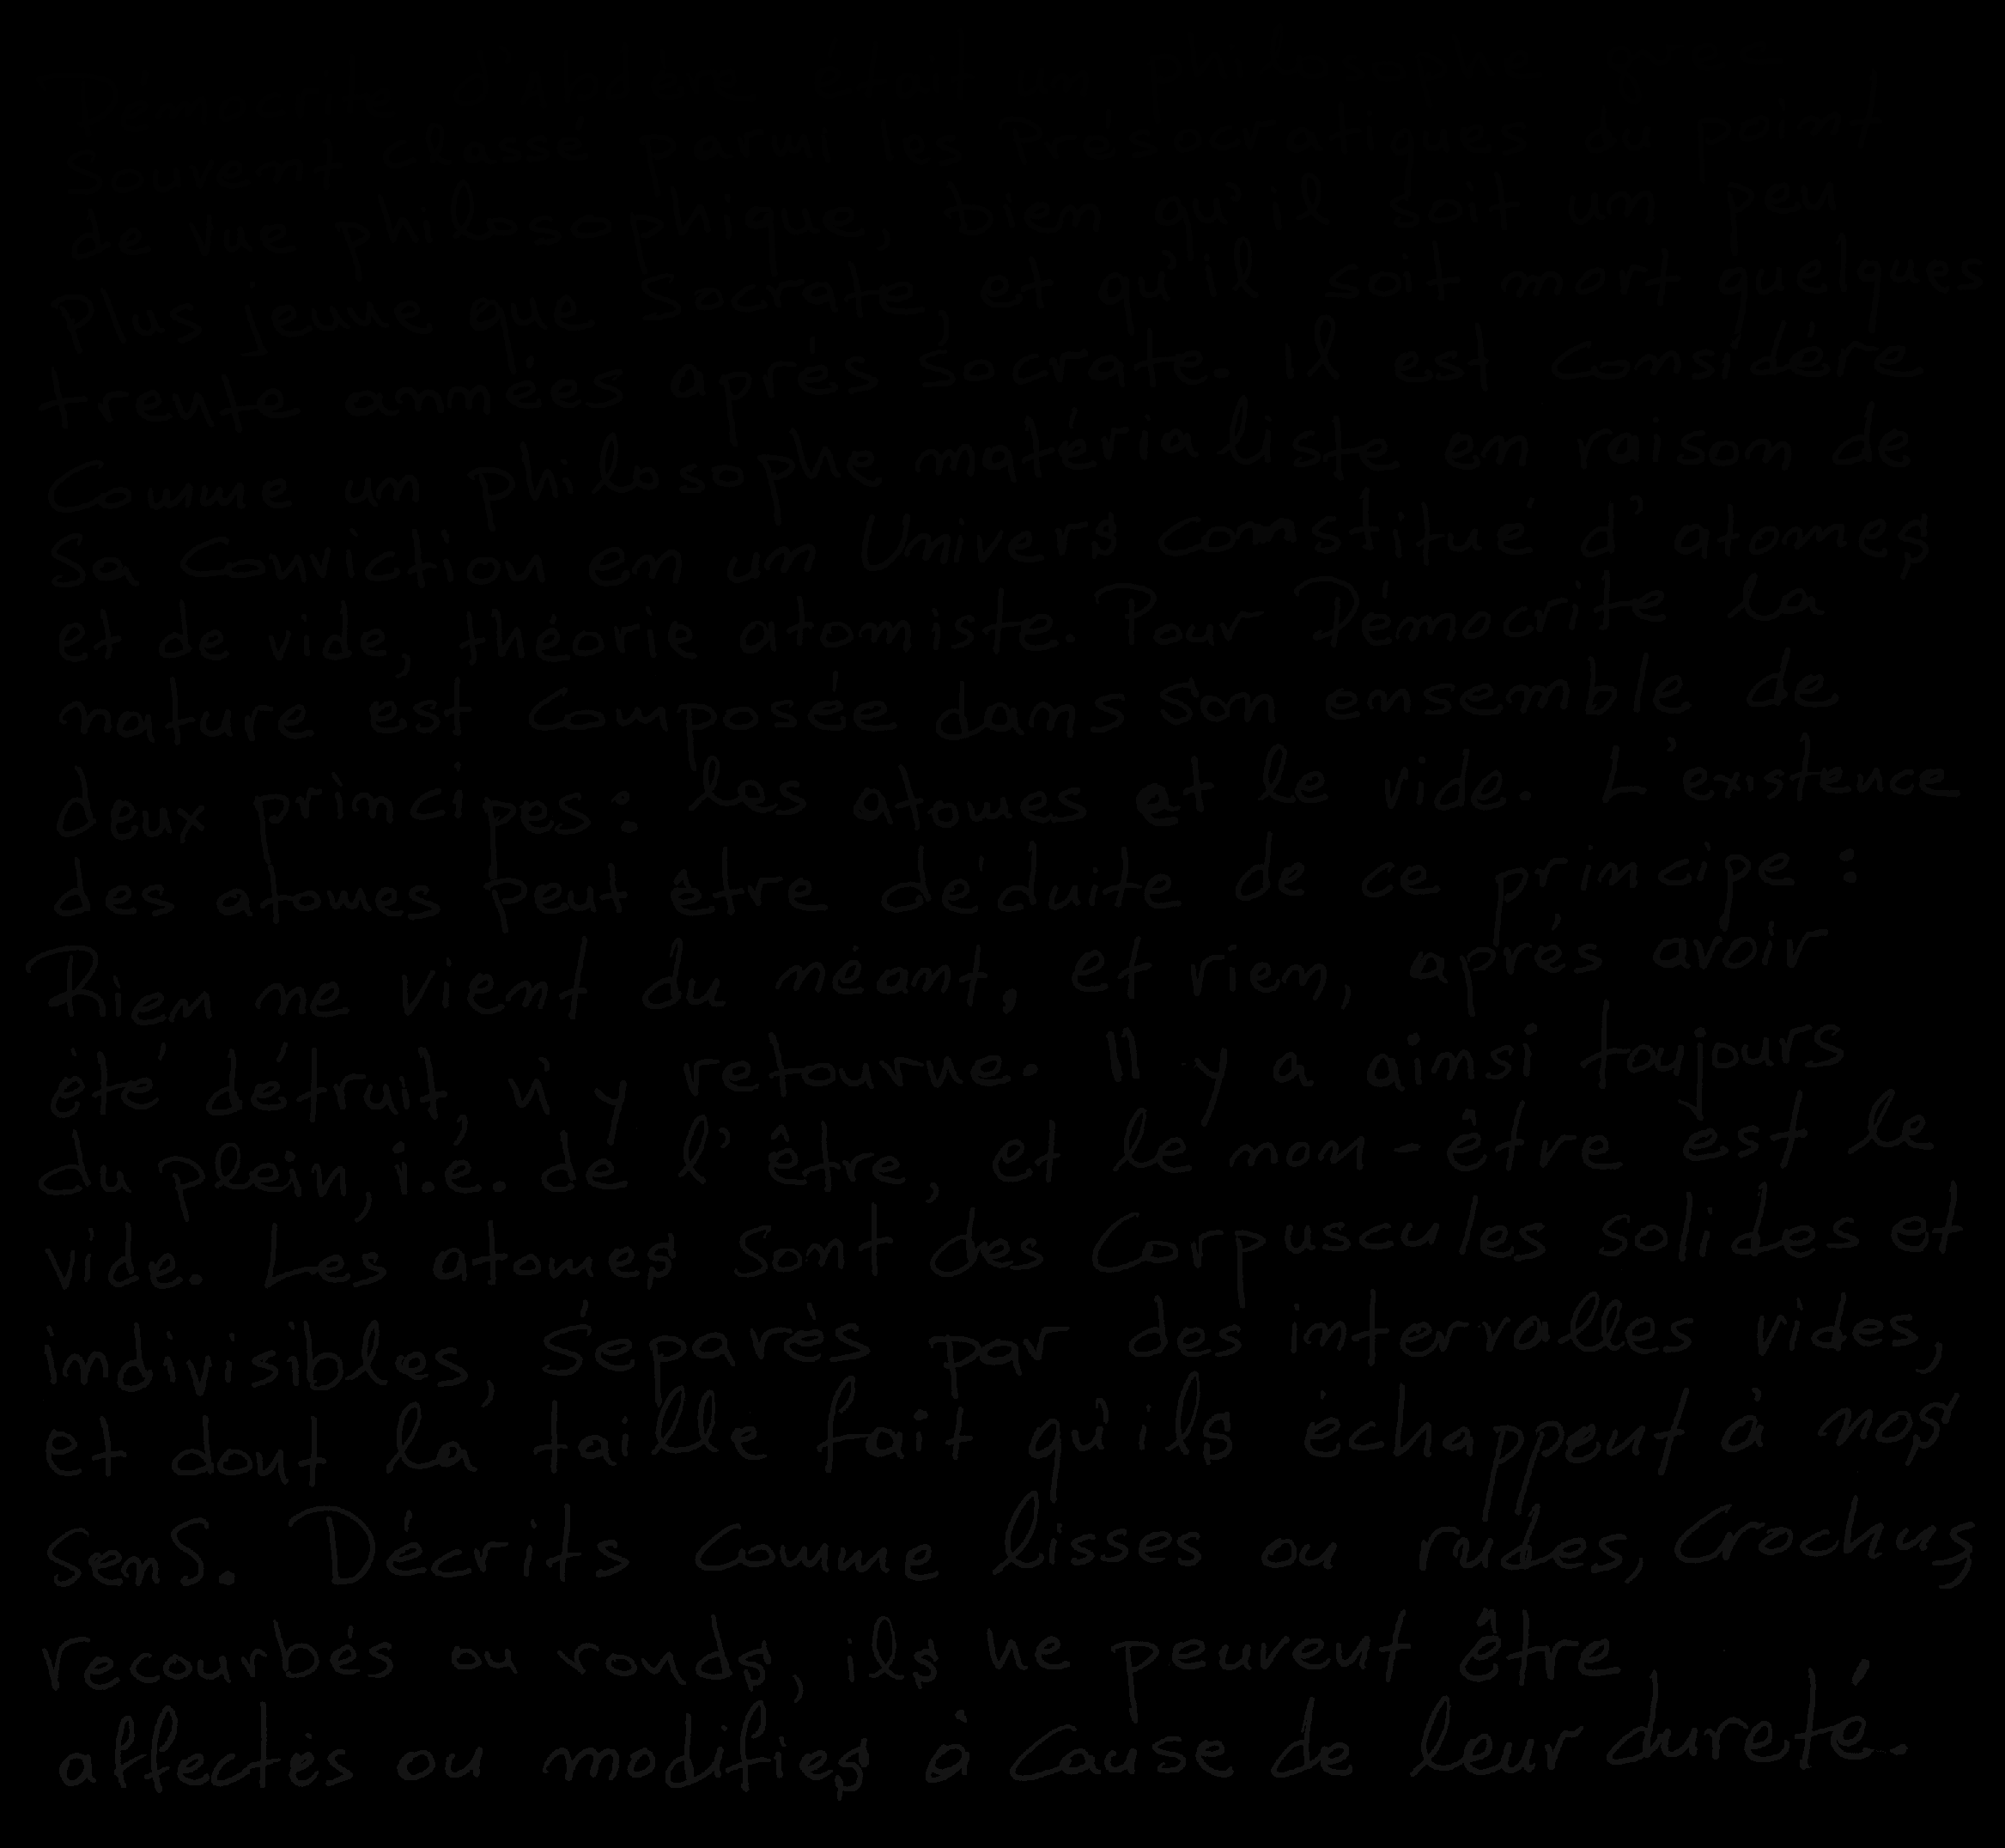 Démocrite d'abdère était un philosophe grec
Souvent classé parmi les Présocratiques du point
de vue philosophique, bien qu'il soit un peu
Plus jeune que Socrate, et qu'il soit mort quelques
trente années après Socrate. il est considéré
Comme un philosophe matérialiste en raison de
Sa Conviction en un Univers constitué d'atomes
et de vide, théorie atomiste. Pour Démocrite la
nature est Composée dans son ensemble de
deux principes: les atomes et le vide. L'existence
des atomes peut être déduite de ce principe :
Rien ne vient du néant, et rien, après avoir
été détruit, n'y retourne. Il y a ainsi toujours
du plein, i.e. de l'être, et le non-être est le
vide. Les atomes sont des Corpuscules solides et
indivisibles, Séparés par des intervalles vides,
et dont la taille fait qu'ils échappent à nos
sens. Décrits Comme lisses ou rudes, Crochus,
recourbés ou ronds, ils ne peuvent être
affectés ou modifiés à Cause de leur dureté.